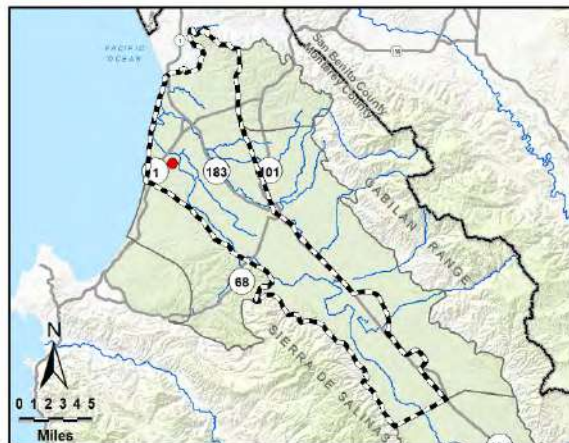 1
PACIFIC
OCEAN
San Benito County
Monterey County
1
183
101
GABILAN RANGE
68
SIERRA DE SALINAS
N
0 1 2 3 4 5
Miles